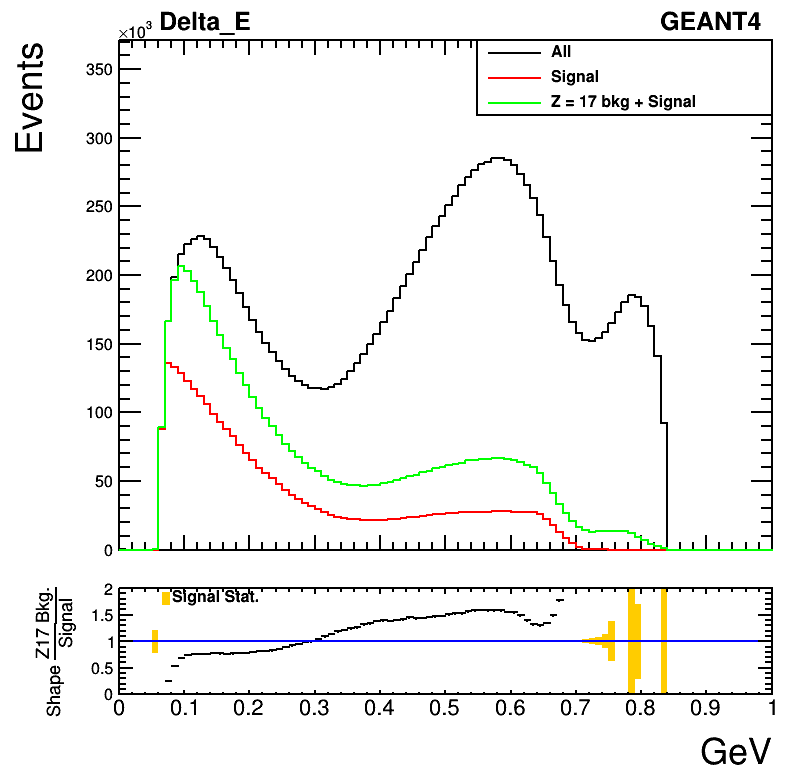 ×10³ Delta_E GEANT4
Events
All
Signal
Z = 17 bkg + Signal
350
300
250
200
150
100
50
0
Shape Z17 Bkg.
Signal
Signal Stat.
2
1.5
1
0.5
0
0 0.1 0.2 0.3 0.4 0.5 0.6 0.7 0.8 0.9 1
GeV